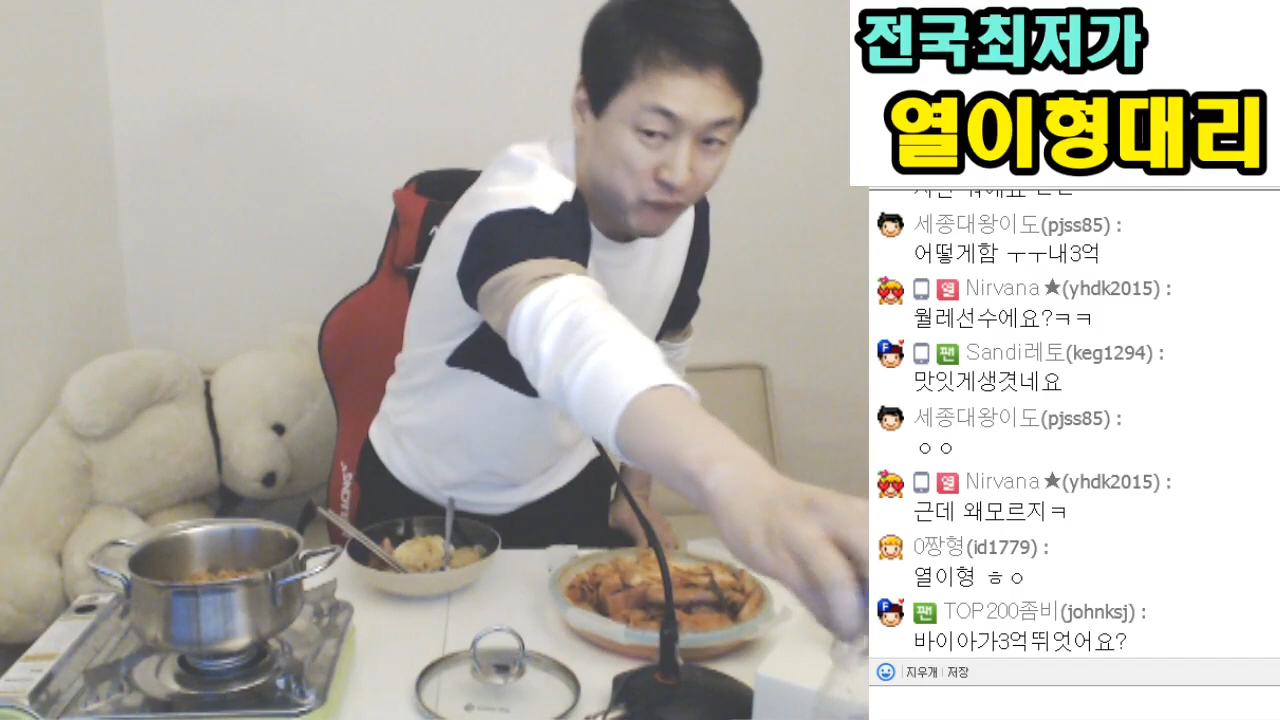 전국최저가
열이형대리
세종대왕이도(pjss85) :
어떻게함 ㅜㅜ내3억
열 Nirvana★(yhdk2015) :
월레선수에요?ㅋㅋ
팬 Sandi레토(keg1294) :
맛잇게생겻네요
세종대왕이도(pjss85) :
ㅇㅇ
열 Nirvana★(yhdk2015) :
근데 왜모르지ㅋ
0짱형(id1779) :
열이형 ㅎㅇ
팬 TOP200좀비(johnksj) :
바이아가3억뛰엇어요?
지우개 | 저장